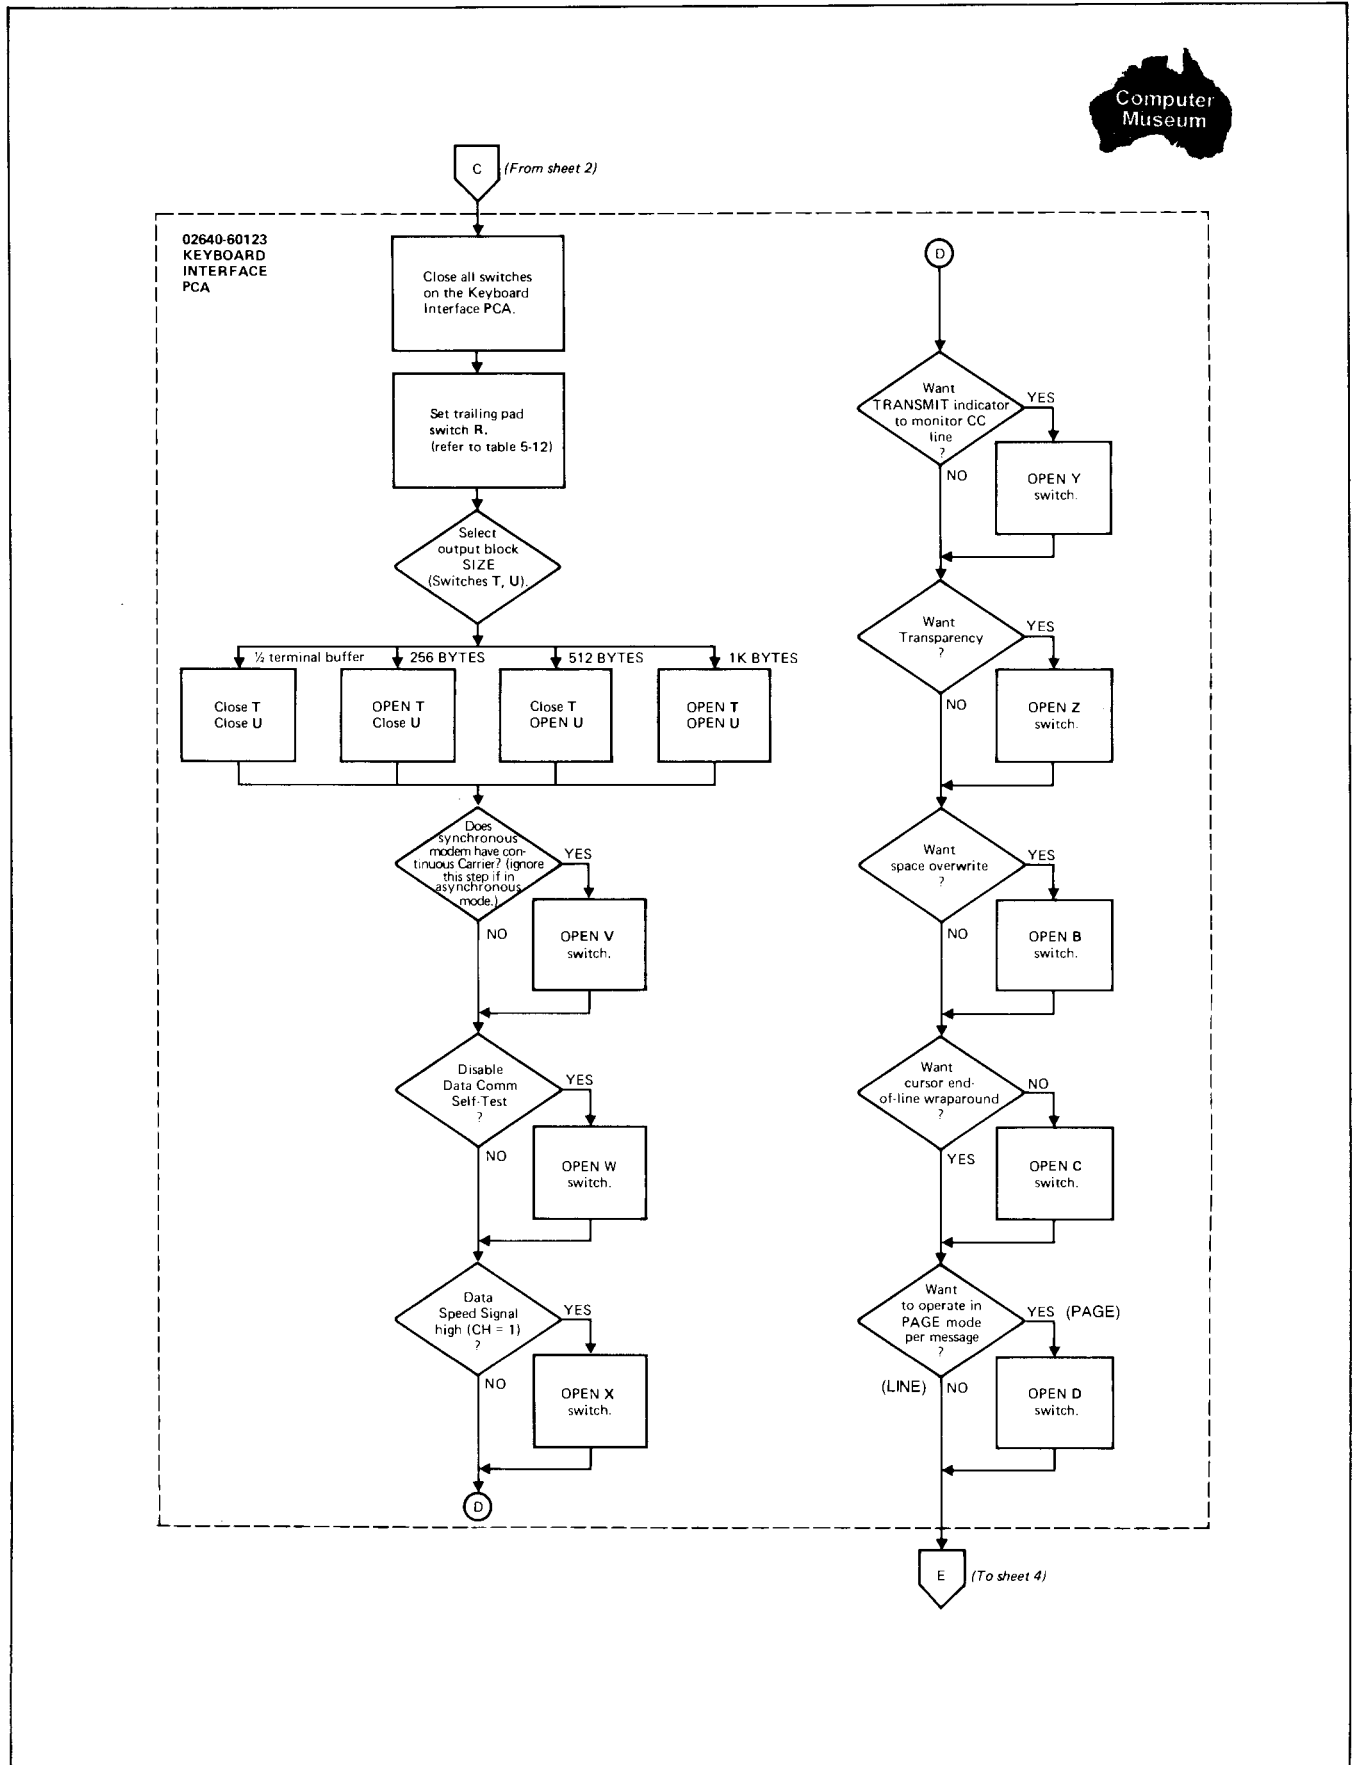 Computer
Museum
C
(From sheet 2)
02640-60123
KEYBOARD
INTERFACE
PCA
Close all switches
on the Keyboard
Interface PCA.
Set trailing pad
switch R.
(refer to table 5-12)
Select
output block
SIZE
(Switches T, U).
½ terminal buffer
256 BYTES
512 BYTES
1K BYTES
Close T
Close U
OPEN T
Close U
Close T
OPEN U
OPEN T
OPEN U
Does
synchronous
modem have con-
tinuous Carrier? (ignore
this step if in
asynchronous
mode.)
YES
NO
OPEN V
switch.
Disable
Data Comm
Self-Test
?
YES
NO
OPEN W
switch.
Data
Speed Signal
high (CH = 1)
?
YES
NO
OPEN X
switch.
D
D
Want
TRANSMIT indicator
to monitor CC
line
?
YES
NO
OPEN Y
switch.
Want
Transparency
?
YES
NO
OPEN Z
switch.
Want
space overwrite
?
YES
NO
OPEN B
switch.
Want
cursor end-
of-line wraparound
?
NO
YES
OPEN C
switch.
Want
to operate in
PAGE mode
per message
?
YES (PAGE)
(LINE) NO
OPEN D
switch.
E
(To sheet 4)